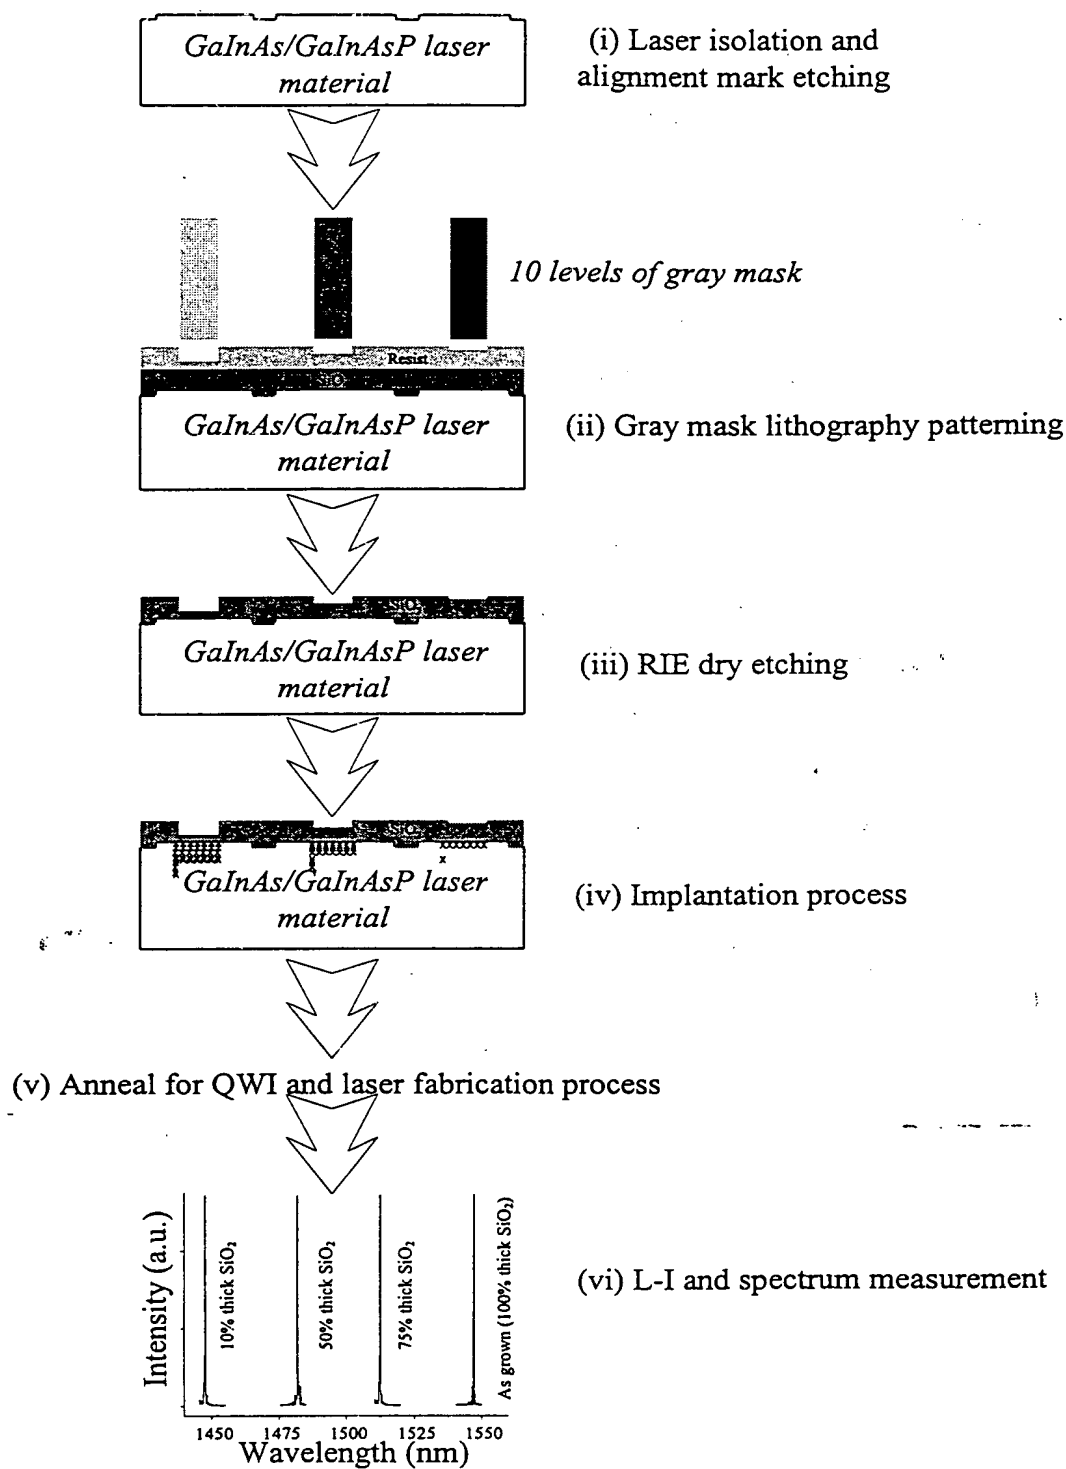 GaInAs/GaInAsP laser
material
(i) Laser isolation and
alignment mark etching
10 levels of gray mask
Resist
SiO₂
GaInAs/GaInAsP laser
material
(ii) Gray mask lithography patterning
SiO₂
GaInAs/GaInAsP laser
material
(iii) RIE dry etching
SiO₂
GaInAs/GaInAsP laser
material
(iv) Implantation process
(v) Anneal for QWI and laser fabrication process
Intensity (a.u.)
10% thick SiO₂
50% thick SiO₂
75% thick SiO₂
As grown (100% thick SiO₂)
(vi) L-I and spectrum measurement
1450 1475 1500 1525 1550
Wavelength (nm)